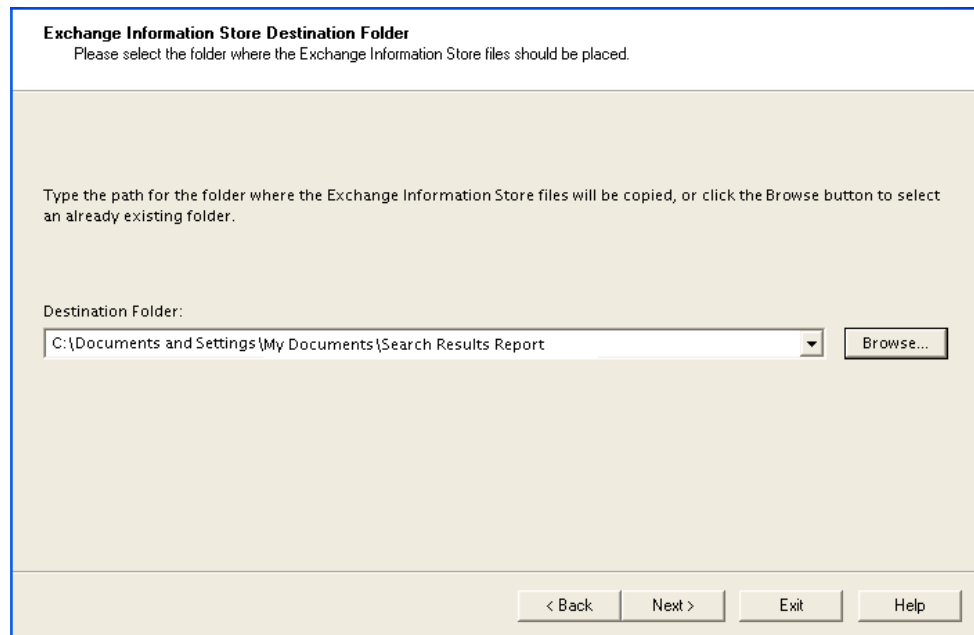 Exchange Information Store Destination Folder
Please select the folder where the Exchange Information Store files should be placed.
Type the path for the folder where the Exchange Information Store files will be copied, or click the Browse button to select
an already existing folder.
Destination Folder:
C:\Documents and Settings\My Documents\Search Results Report
Browse...
< Back
Next >
Exit
Help